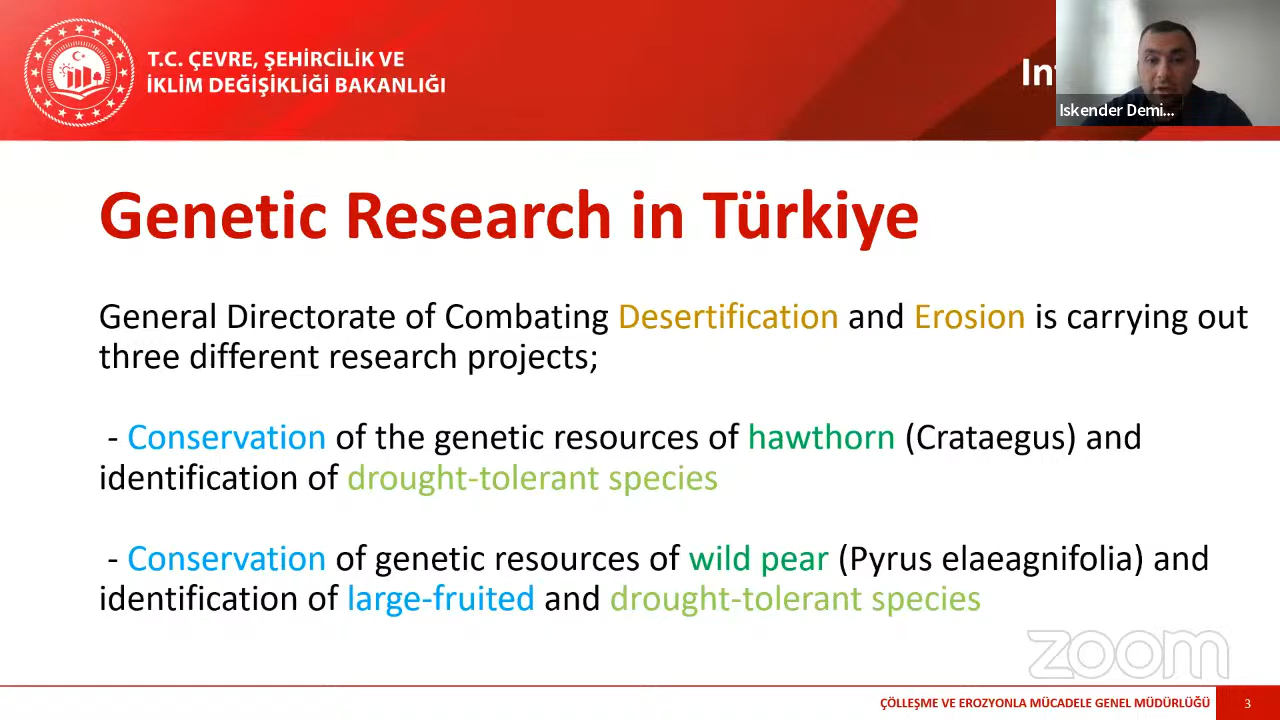 T.C. ÇEVRE, ŞEHİRCİLİK VE
İKLİM DEĞİŞİKLİĞİ BAKANLIĞI
Iskender Demi...
Genetic Research in Türkiye
General Directorate of Combating Desertification and Erosion is carrying out
three different research projects;
- Conservation of the genetic resources of hawthorn (Crataegus) and
identification of drought-tolerant species
- Conservation of genetic resources of wild pear (Pyrus elaeagnifolia) and
identification of large-fruited and drought-tolerant species
zoom
ÇÖLLEŞME VE EROZYONLA MÜCADELE GENEL MÜDÜRLÜĞÜ 3